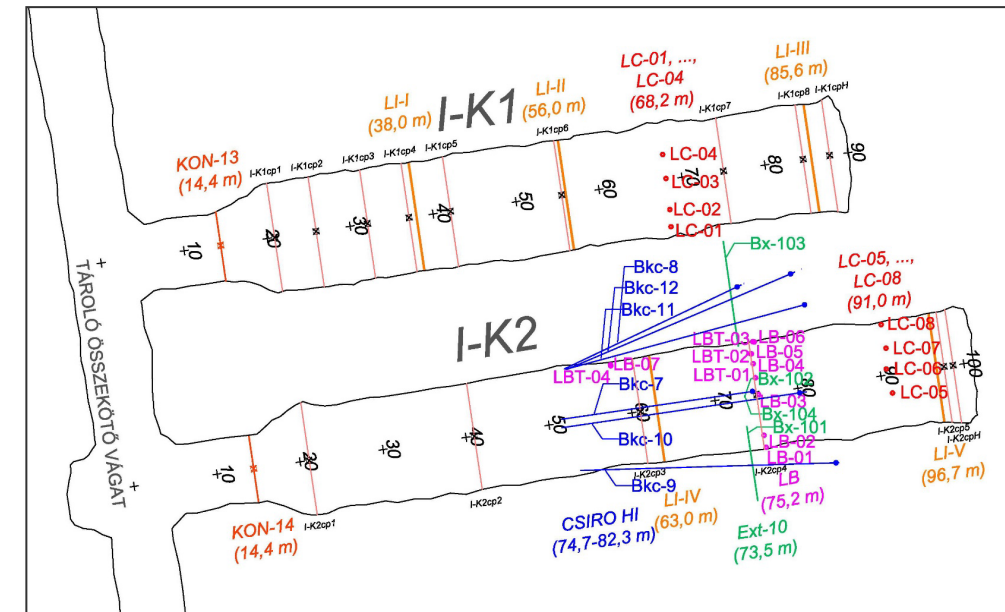 LC-01, ...,
LC-04
(68,2 m)
LI-III
(85,6 m)
LI-I
(38,0 m)
I-K1
LI-II
(56,0 m)
KON-13
(14,4 m)
I-K1cp1
I-K1cp2
I-K1cp3
I-K1cp4
I-K1cp5
I-K1cp6
I-K1cp7
I-K1cp8
I-K1cpH
10
20
30
40
50
60
70
80
90
LC-04
LC-03
LC-02
LC-01
TÁROLÓ ÖSSZEKÖTŐ VÁGAT
I-K2
Bkc-8
Bkc-12
Bkc-11
Bx-103
LC-05, ...,
LC-08
(91,0 m)
LBT-03
LB-06
LBT-02
LB-05
LB-04
LBT-01
LB-07
LBT-04
Bkc-7
Bx-102
LB-03
Bx-104
Bkc-10
Bx-101
LB-02
LB-01
Bkc-9
LC-08
LC-07
LC-06
LC-05
10
20
30
40
50
60
70
80
90
100
I-K2cp1
I-K2cp2
I-K2cp3
I-K2cp4
I-K2cp5
I-K2cpH
KON-14
(14,4 m)
CSIRO HI
(74,7-82,3 m)
LI-IV
(63,0 m)
LB
(75,2 m)
Ext-10
(73,5 m)
LI-V
(96,7 m)